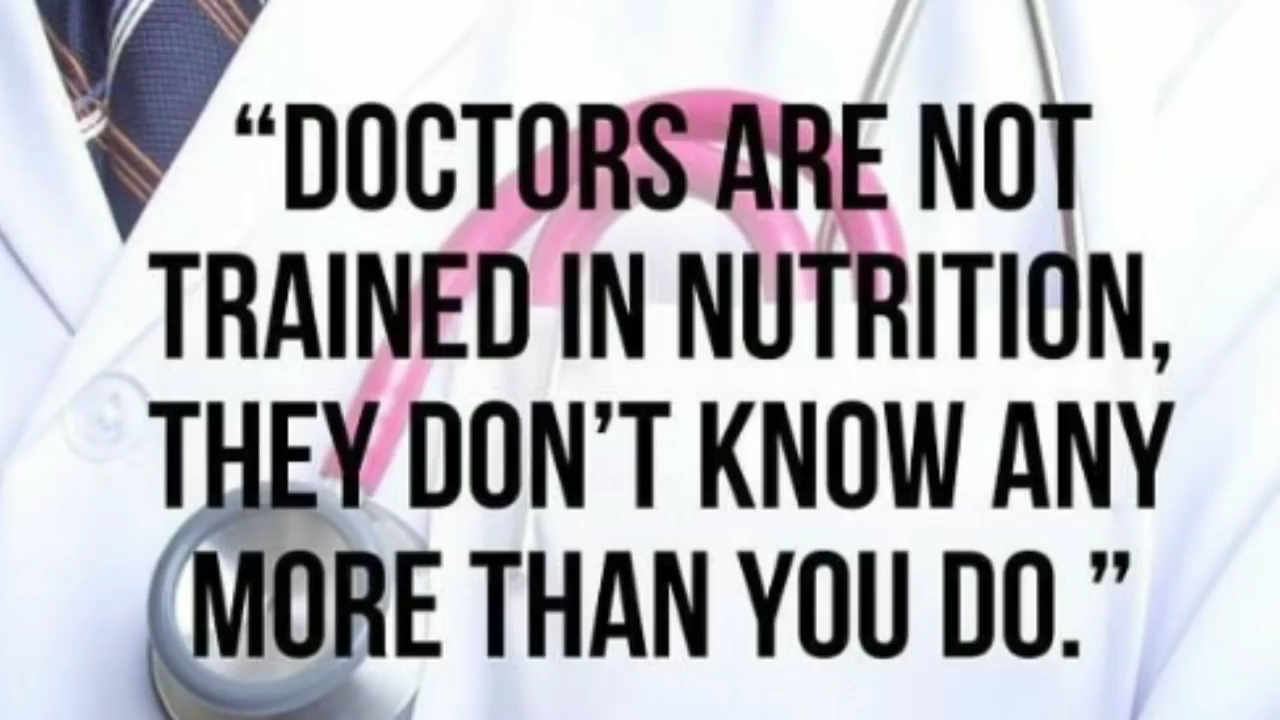 “DOCTORS ARE NOT
TRAINED IN NUTRITION,
THEY DON’T KNOW ANY
MORE THAN YOU DO.”